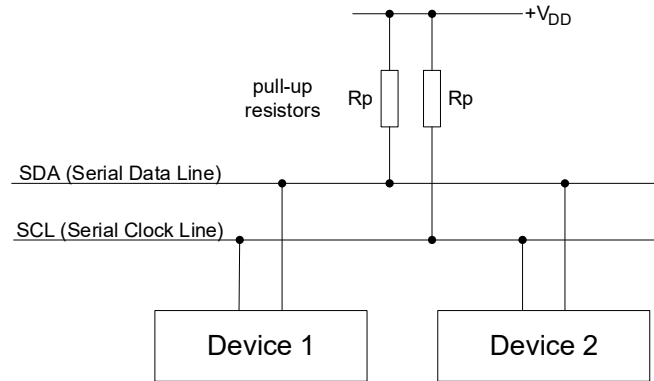 +VDD
pull-up
resistors
Rp
Rp
SDA (Serial Data Line)
SCL (Serial Clock Line)
Device 1
Device 2